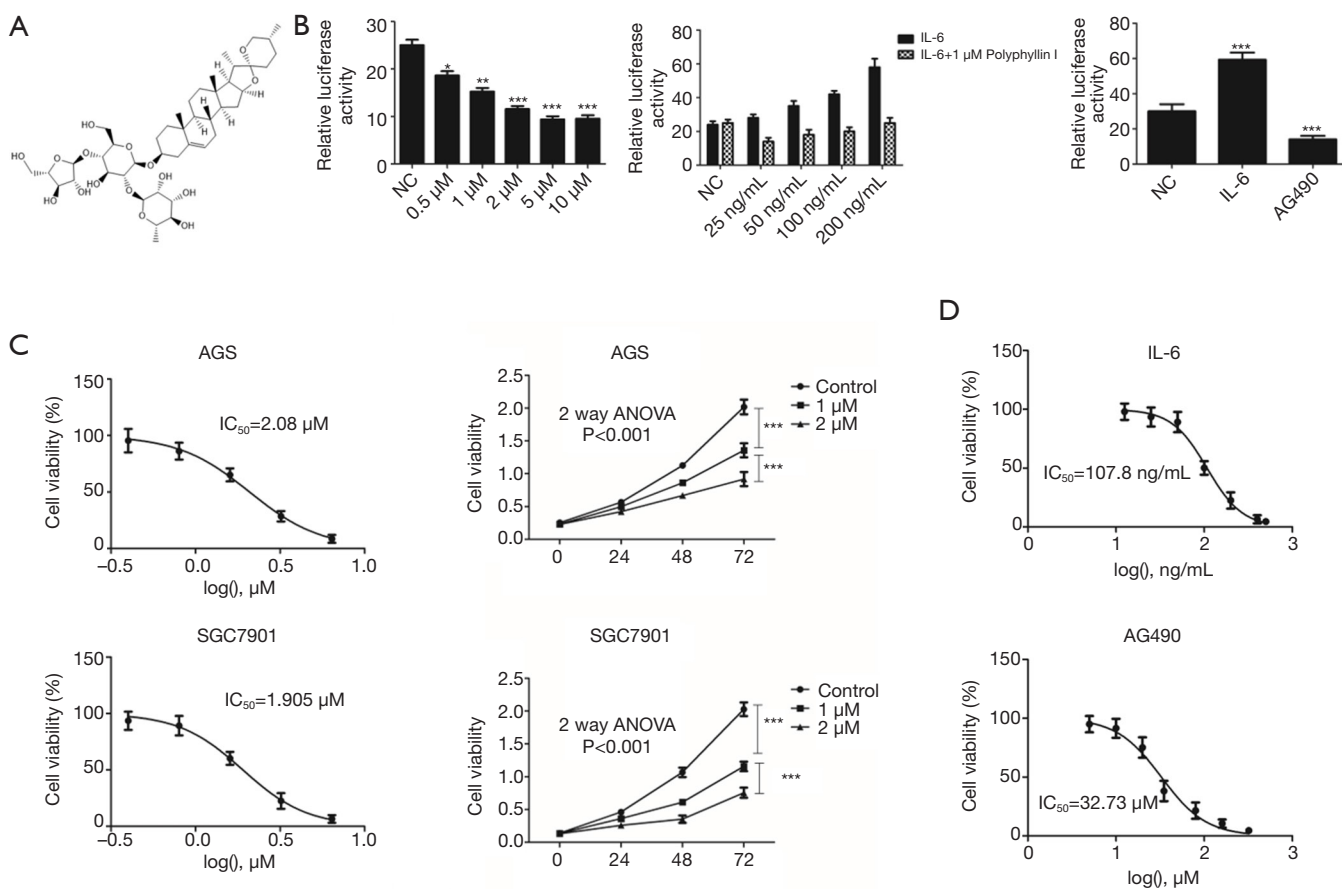 A
HO
HO
HO
OH
OH
OH
HO
OH
OH
O
H
H
H
H
B
Relative luciferase
activity
30
20
10
0
NC
0.5 µM
1 µM
2 µM
5 µM
10 µM
*
**
***
***
***
Relative luciferase
activity
80
60
40
20
0
NC
25 ng/mL
50 ng/mL
100 ng/mL
200 ng/mL
IL-6
IL-6+1 µM Polyphyllin I
Relative luciferase
activity
80
60
40
20
0
NC
IL-6
AG490
***
***
C
AGS
Cell viability (%)
150
100
50
0
IC50=2.08 µM
–0.5 0.0 0.5 1.0
log(), µM
AGS
Cell viability
2.5
2.0
1.5
1.0
0.5
0.0
2 way ANOVA
P<0.001
Control
1 µM
2 µM
***
***
0 24 48 72
SGC7901
Cell viability (%)
150
100
50
0
IC50=1.905 µM
–0.5 0.0 0.5 1.0
log(), µM
SGC7901
Cell viability
2.5
2.0
1.5
1.0
0.5
0.0
2 way ANOVA
P<0.001
Control
1 µM
2 µM
***
***
0 24 48 72
D
IL-6
Cell viability (%)
150
100
50
0
IC50=107.8 ng/mL
0 1 2 3
log(), ng/mL
AG490
Cell viability (%)
150
100
50
0
IC50=32.73 µM
0 1 2 3
log(), µM